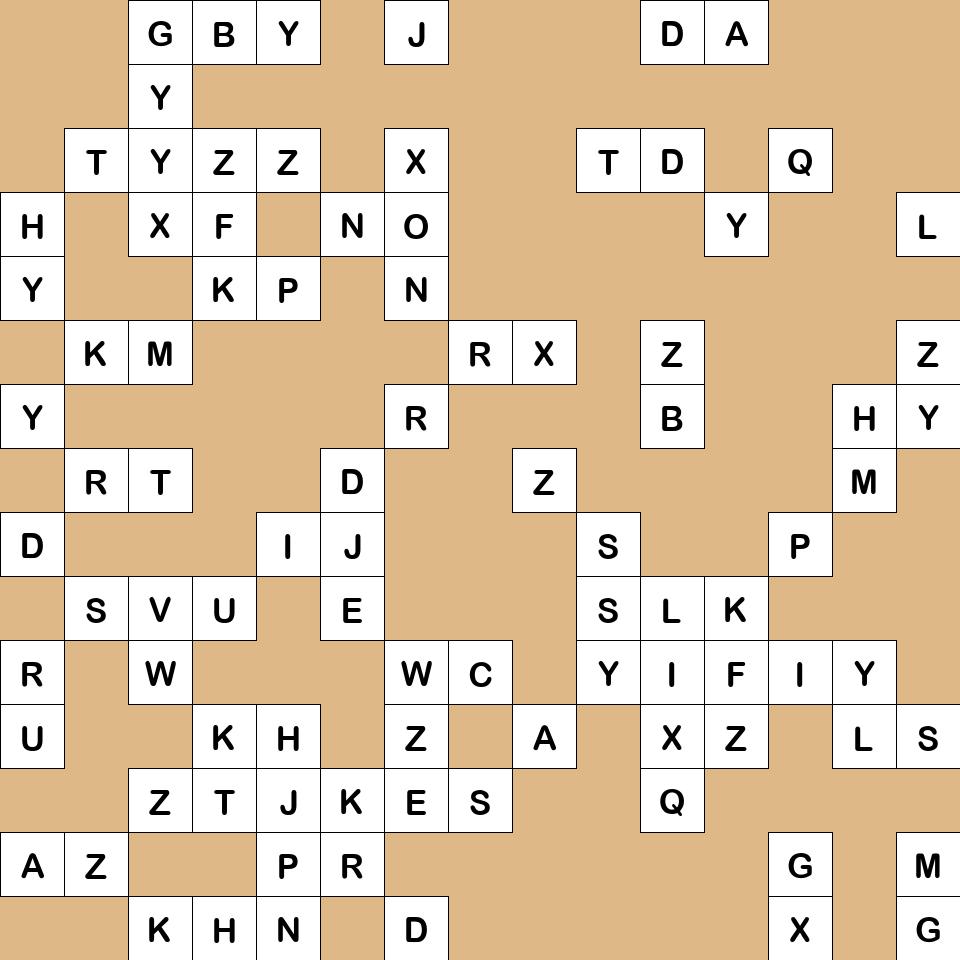 G B Y J D A
Y
T Y Z Z X T D Q
H X F N O Y L
Y K P N
K M R X Z Z
Y R B H Y
R T D Z M
D I J S P
S V U E S L K
R W W C Y I F I Y
U K H Z A X Z L S
Z T J K E S Q
A Z P R G M
K H N D X G